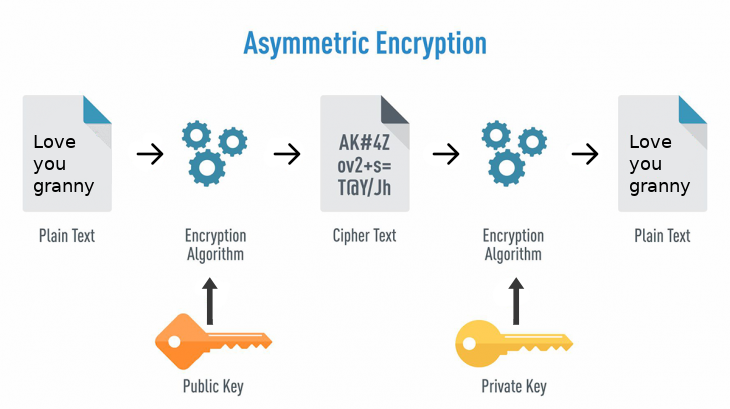 Asymmetric Encryption
Love
you
granny
AK#4Z
ov2+s=
T@Y/Jh
Love
you
granny
Plain Text
Encryption
Algorithm
Cipher Text
Encryption
Algorithm
Plain Text
Public Key
Private Key